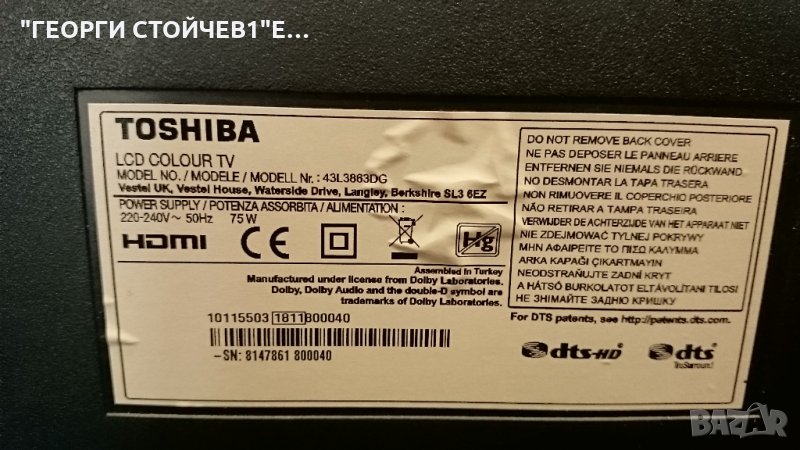 "ГЕОРГИ СТОЙЧЕВ1"Е...
TOSHIBA
LCD COLOUR TV
MODEL NO./ MODELE / MODELL Nr. : 43L3863DG
Vestel UK, Vestel House, Waterside Drive, Langley, Berkshire SL3 6EZ
POWER SUPPLY / POTENZA ASSORBITA / ALIMENTATION :
220-240V~ 50Hz 75 W
HDMI CE Hg
Assembled in Turkey
Manufactured under license from Dolby Laboratories.
Dolby, Dolby Audio and the double-D symbol are
trademarks of Dolby Laboratories.
10115503 1811 800040
-SN: 8147861 800040
DO NOT REMOVE BACK COVER
NE PAS DEPOSER LE PANNEAU ARRIERE
ENTFERNEN SIE NIEMALS DIE RÜCKWAND
NO DESMONTAR LA TAPA TRASERA
NON RIMUOVERE IL COPERCHIO POSTERIORE
NÃO RETIRAR A TAMPA TRASEIRA
VERWIJDER DE ACHTERZIJDE VAN HET APPARAAT NIET
NIE ZDEJMOWAĆ TYLNEJ POKRYWY
ΜΗΝ ΑΦΑΙΡΕΙΤΕ ΤΟ ΠΙΣΩ ΚΑΛΥΜΜΑ
ARKA KAPAĞI ÇIKARTMAYIN
NEODSTRAŇUJTE ZADNÍ KRYT
A HÁTSÓ BURKOLATOT ELTÁVOLÍTANI TILOSI
НЕ ЗНІМАЙТЕ ЗАДНЮ КРИШКУ
For DTS patents, see http://patents.dts.com.
dts-HD dts
TruSurround
BAZAR